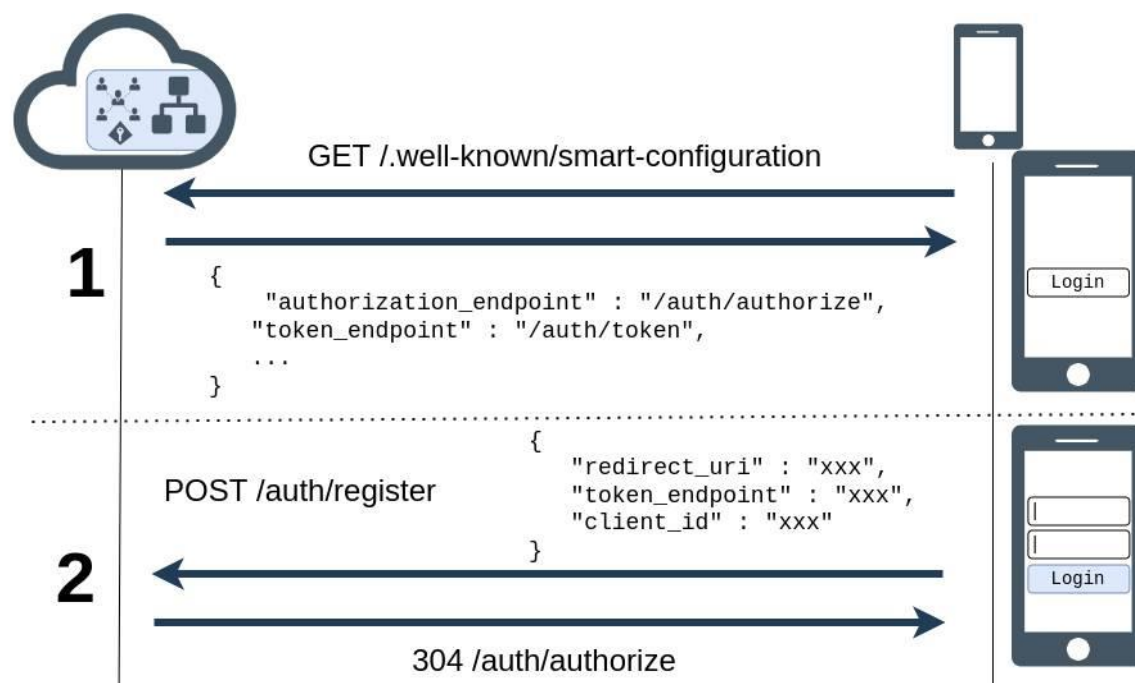 GET /.well-known/smart-configuration
1
{
"authorization_endpoint" : "/auth/authorize",
"token_endpoint" : "/auth/token",
...
}
Login
2
POST /auth/register
{
"redirect_uri" : "xxx",
"token_endpoint" : "xxx",
"client_id" : "xxx"
}
Login
304 /auth/authorize